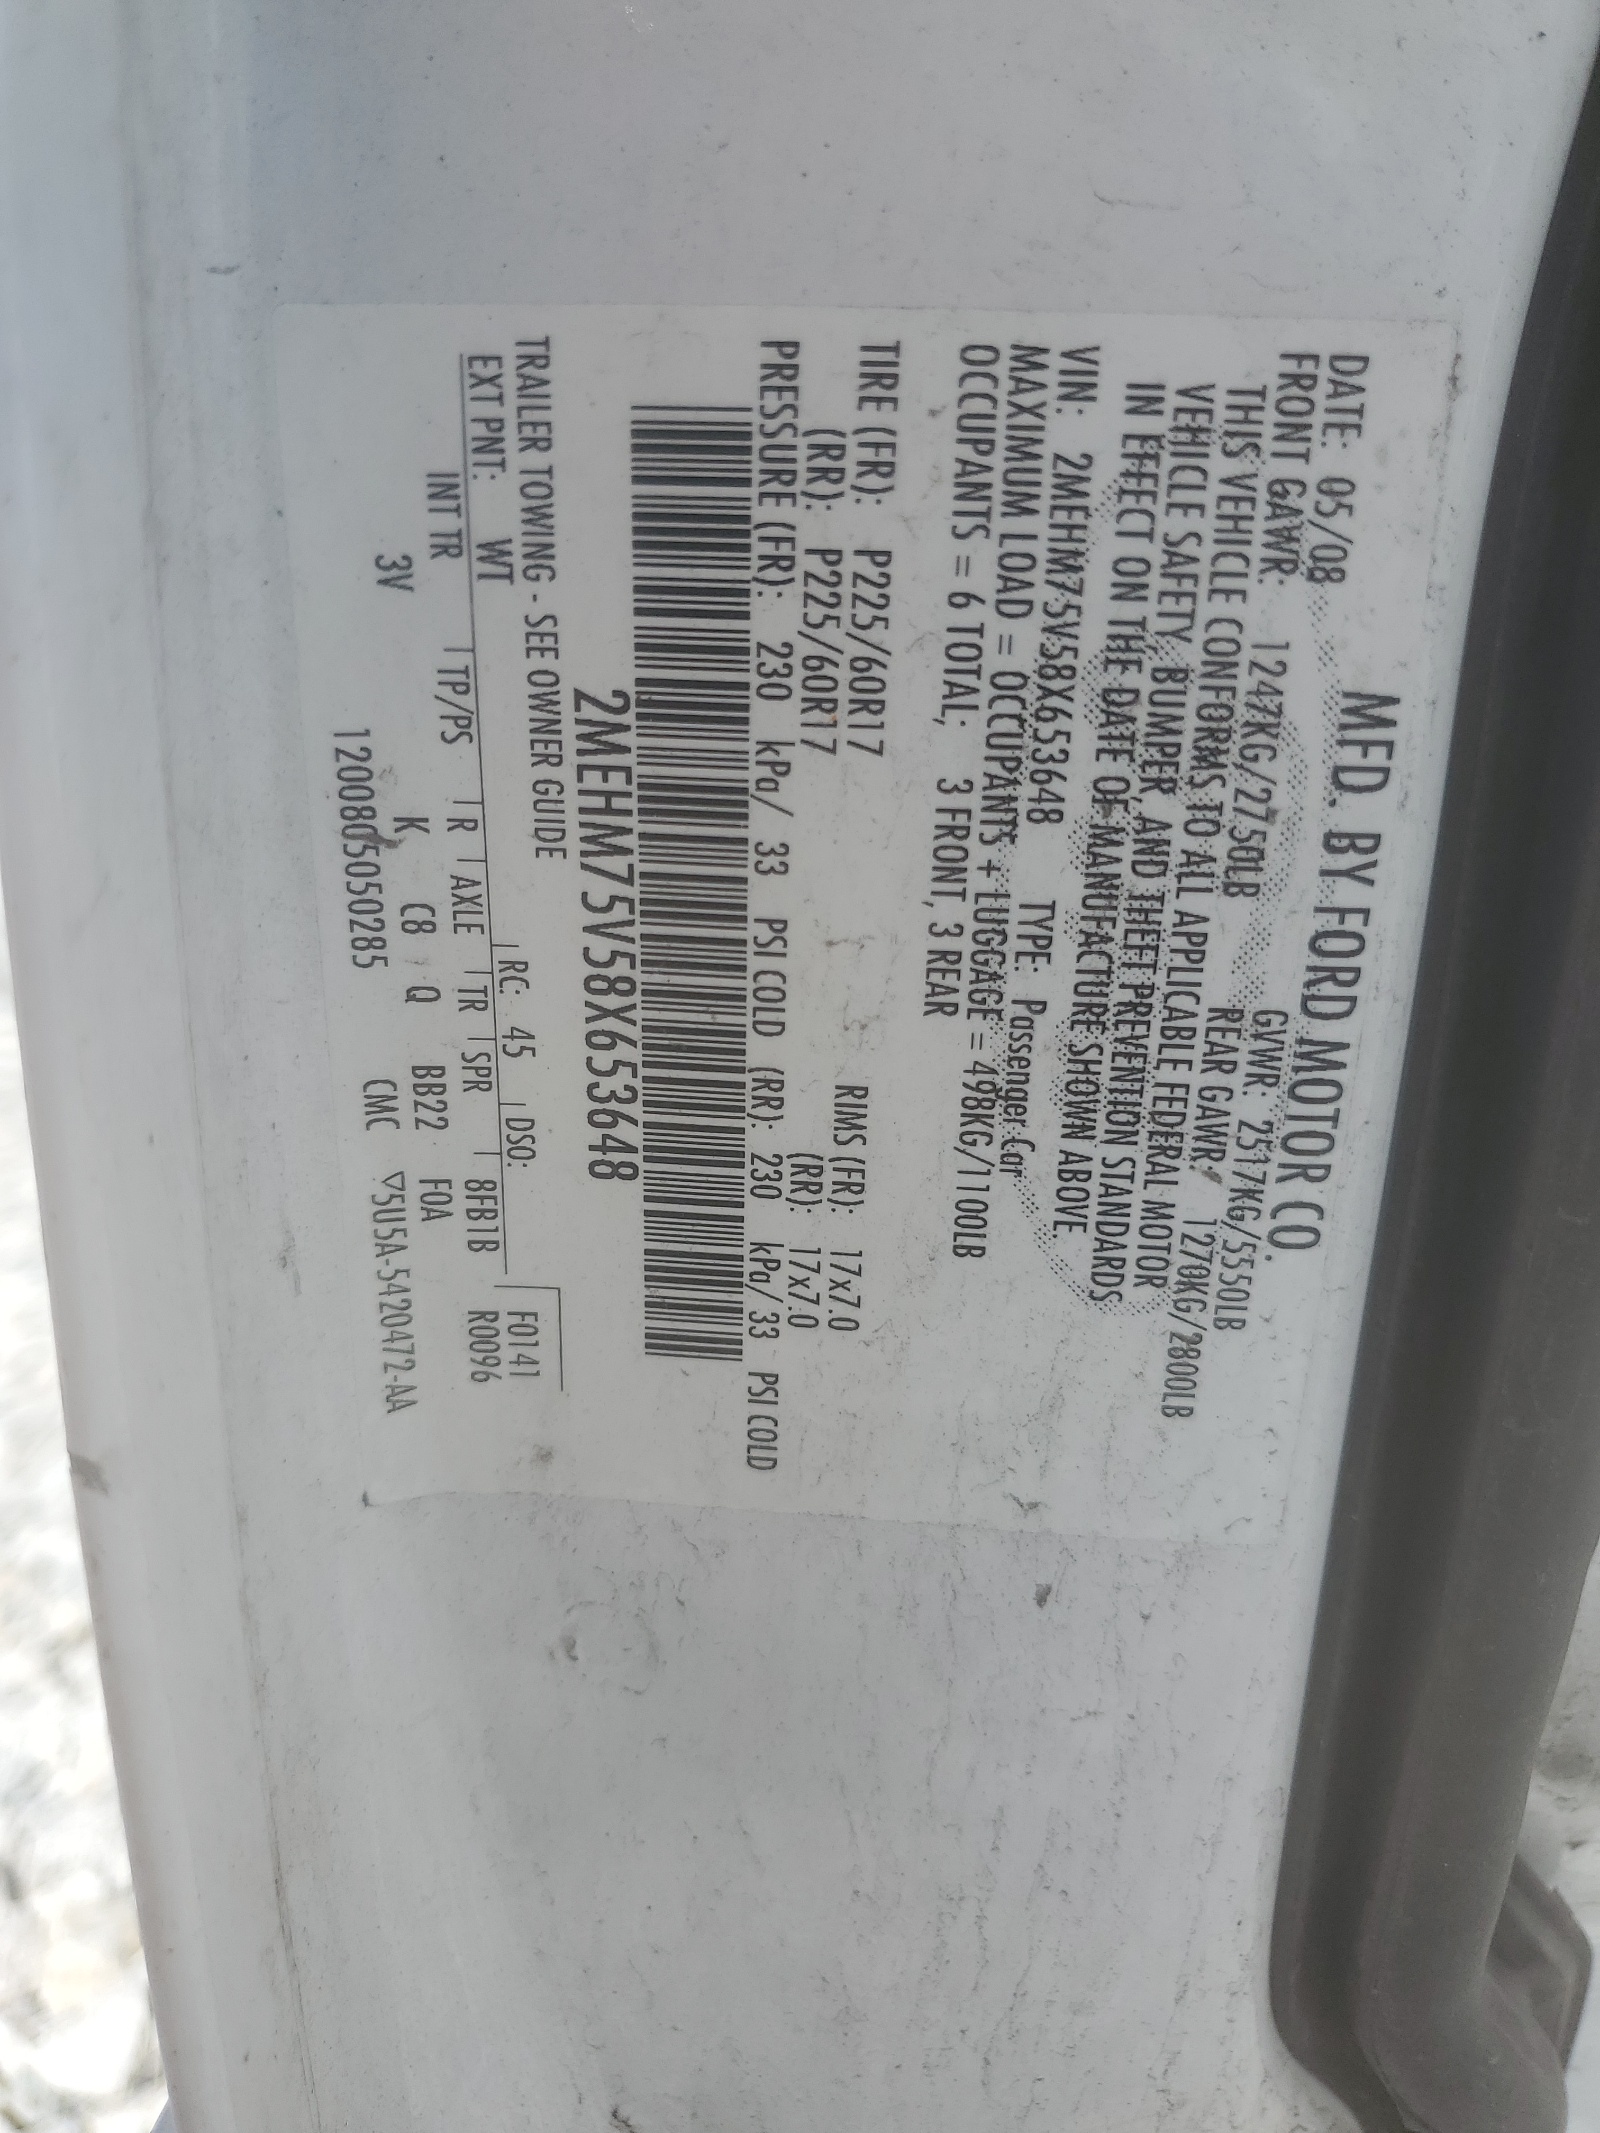 MFD. BY FORD MOTOR CO.
DATE: 05/08 GVWR: 2517KG/5550LB
FRONT GAWR: 1247KG/2750LB REAR GAWR: 1270KG/2800LB
THIS VEHICLE CONFORMS TO ALL APPLICABLE FEDERAL MOTOR
VEHICLE SAFETY, BUMPER, AND THEFT PREVENTION STANDARDS
IN EFFECT ON THE DATE OF MANUFACTURE SHOWN ABOVE.
VIN: 2MEHM75V58X653648 TYPE: Passenger Car
MAXIMUM LOAD = OCCUPANTS + LUGGAGE = 498KG/1100LB
OCCUPANTS = 6 TOTAL; 3 FRONT, 3 REAR
TIRE (FR): P225/60R17 RIMS (FR): 17x7.0
(RR): P225/60R17 (RR): 17x7.0
PRESSURE (FR): 230 kPa/ 33 PSI COLD (RR): 230 kPa/ 33 PSI COLD
2MEHM75V58X653648
TRAILER TOWING - SEE OWNER GUIDE F0141
EXT PNT: WT RC: 45 DSO: R0096
INT TR TP/PS R AXLE TR SPR 8FB1B
3V K C8 Q BB22 F0A
120080505050285 CMC ▽5U5A-5420472-AA